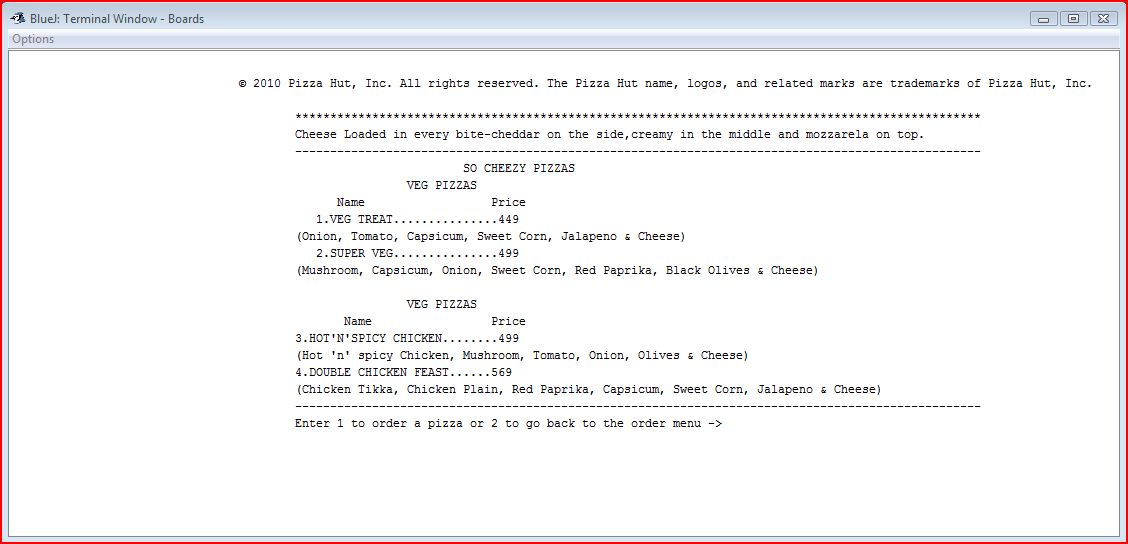 BlueJ: Terminal Window - Boards
Options
© 2010 Pizza Hut, Inc. All rights reserved. The Pizza Hut name, logos, and related marks are trademarks of Pizza Hut, Inc.
**************************************************************************************************
Cheese Loaded in every bite-cheddar on the side,creamy in the middle and mozzarela on top.
--------------------------------------------------------------------------------------------------
SO CHEEZY PIZZAS
VEG PIZZAS
Name Price
1.VEG TREAT...............449
(Onion, Tomato, Capsicum, Sweet Corn, Jalapeno & Cheese)
2.SUPER VEG...............499
(Mushroom, Capsicum, Onion, Sweet Corn, Red Paprika, Black Olives & Cheese)
VEG PIZZAS
Name Price
3.HOT'N'SPICY CHICKEN........499
(Hot 'n' spicy Chicken, Mushroom, Tomato, Onion, Olives & Cheese)
4.DOUBLE CHICKEN FEAST......569
(Chicken Tikka, Chicken Plain, Red Paprika, Capsicum, Sweet Corn, Jalapeno & Cheese)
--------------------------------------------------------------------------------------------------
Enter 1 to order a pizza or 2 to go back to the order menu ->